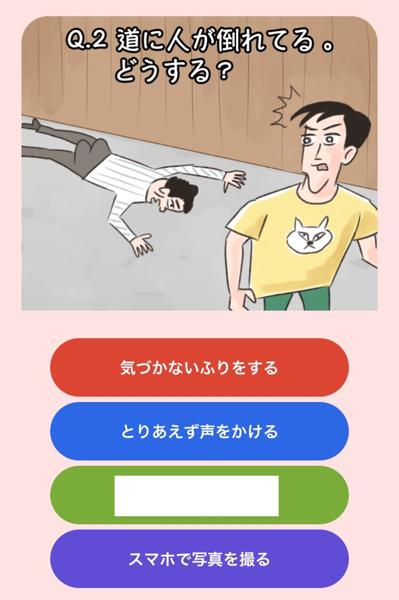 Q.2 道に人が倒れてる。
どうする？
気づかないふりをする
とりあえず声をかける
スマホで写真を撮る